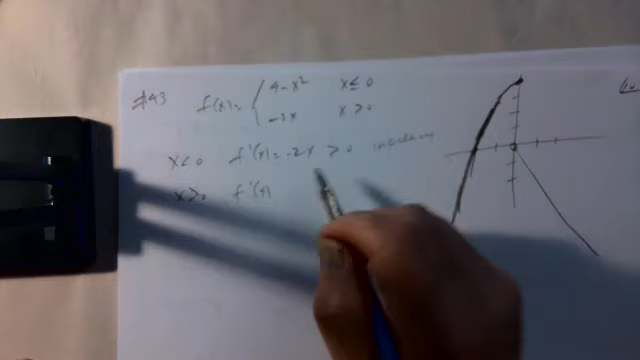 #43 f(x)= { 4-x² x≤0
-2x x>0
x<0 f'(x)=-2x >0 increasing
x>0 f'(x)